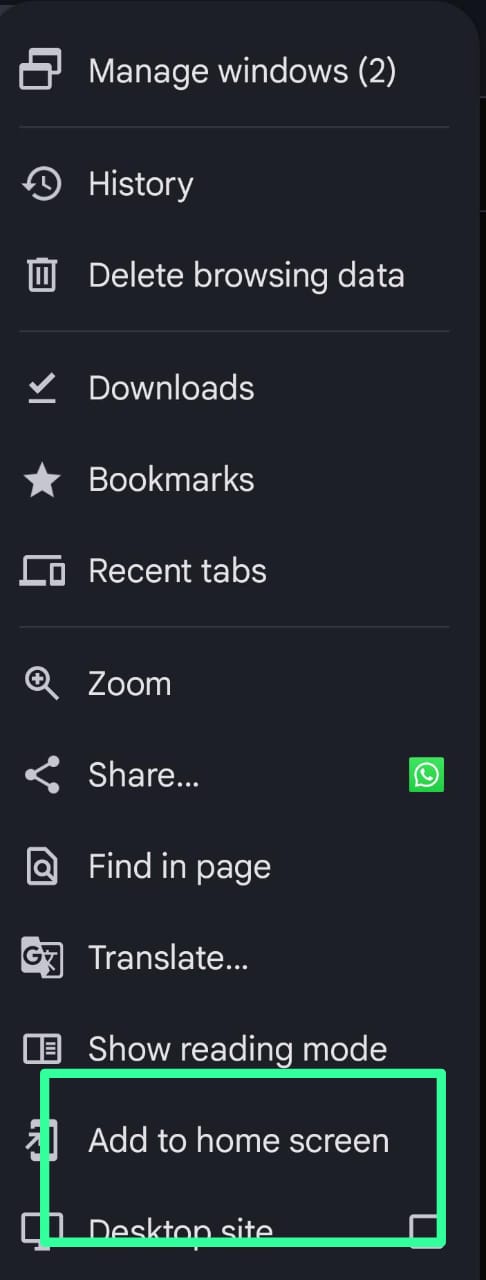 Manage windows (2)
History
Delete browsing data
Downloads
Bookmarks
Recent tabs
Zoom
Share...
Find in page
Translate...
Show reading mode
Add to home screen
Desktop site